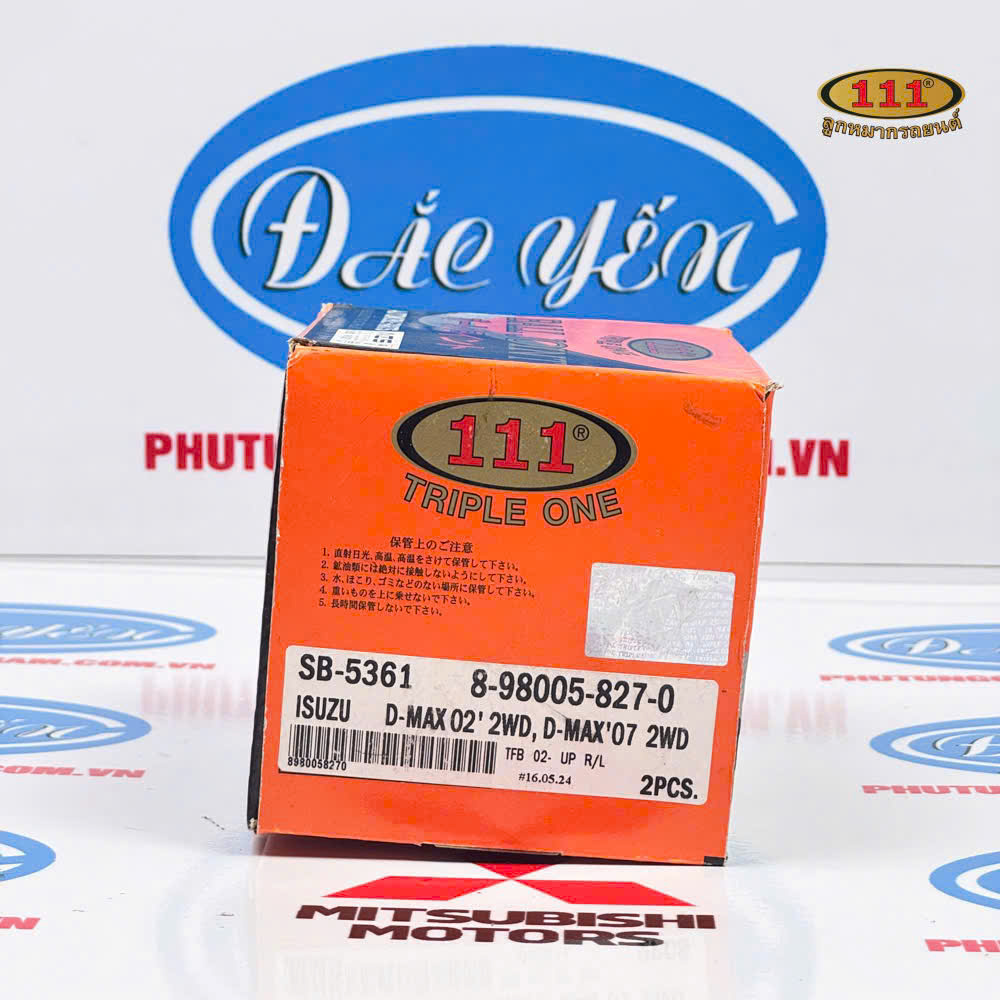 111®
ลูกหมากรถยนต์
ĐẮC YẾN
111®
TRIPLE ONE
保管上のご注意
1. 直射日光、高温、高温をさけて保管して下さい。
2. 鉱油類には絶対に接触しないようにして下さい。
3. 水、ほこり、ゴミなどのない場所に保管して下さい。
4. 重いものを上に乗せないで下さい。
5. 長時間保管しないで下さい。
SB-5361 8-98005-827-0
ISUZU D-MAX 02' 2WD, D-MAX'07 2WD
TFB 02- UP R/L
8980058270
#16.05.24
2PCS.
MITSUBISHI
MOTORS